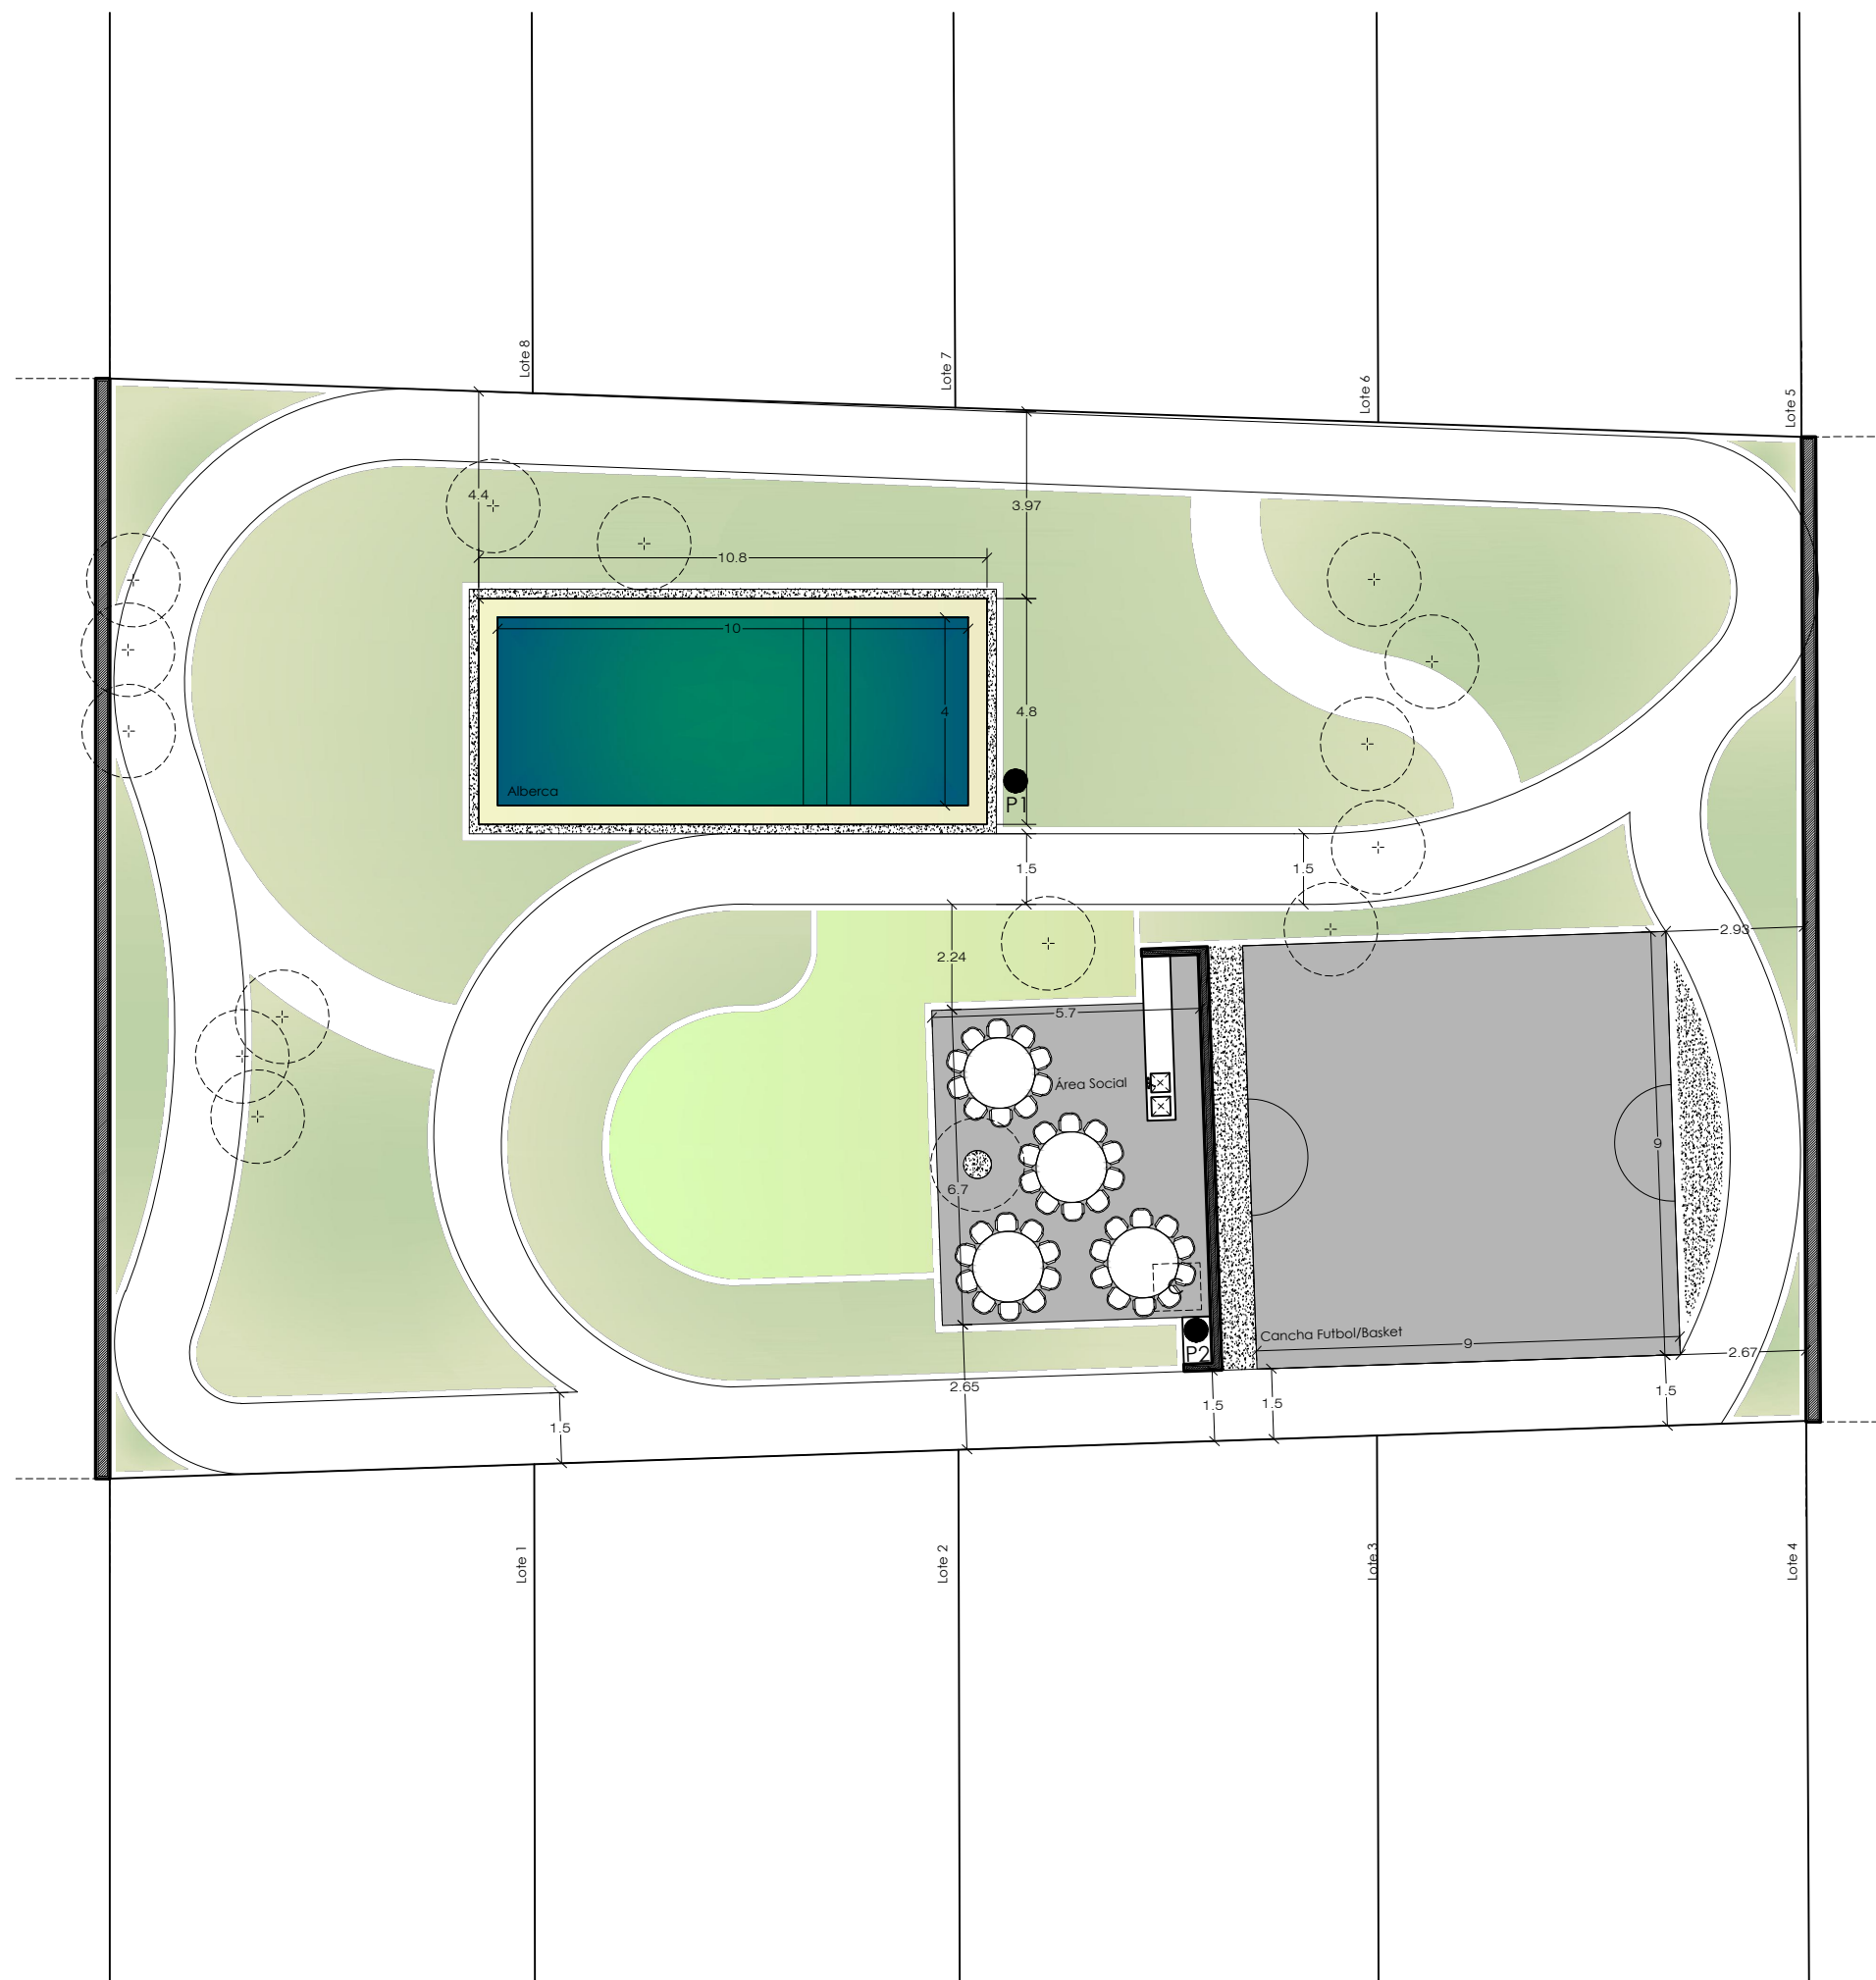 Lote 8
Lote 7
Lote 6
Lote 5
4.4
3.97
10.8
10
4
4.8
Alberca
P1
1.5
1.5
2.24
2.93
5.7
Área Social
9
6.7
Cancha Futbol/Basket
9
P2
2.67
2.65
1.5
1.5
1.5
1.5
Lote 1
Lote 2
Lote 3
Lote 4